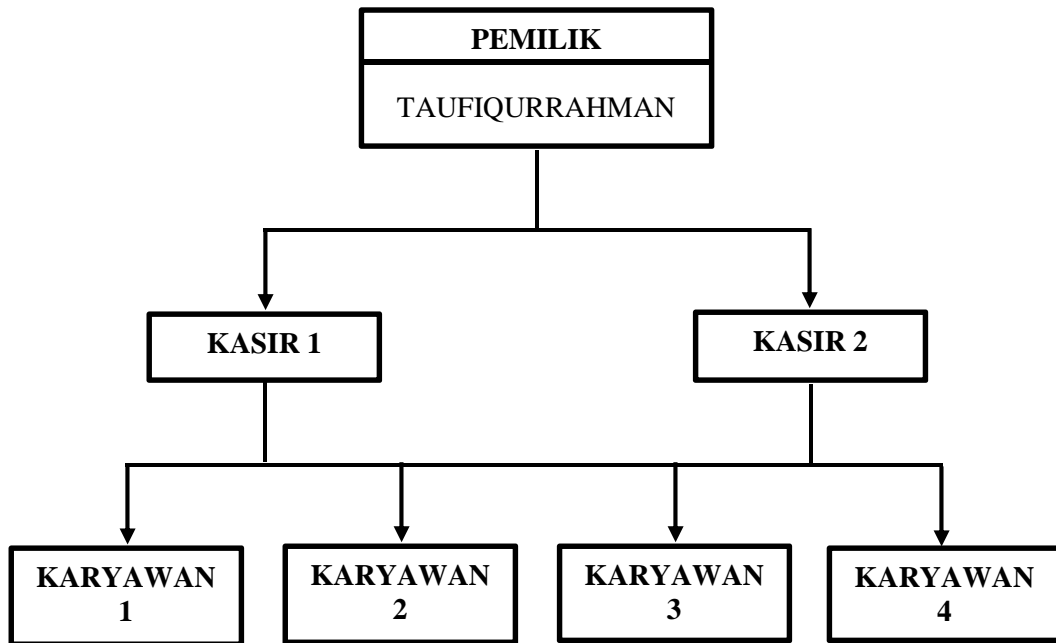 PEMILIK
TAUFIQURRAHMAN
KASIR 1
KASIR 2
KARYAWAN
1
KARYAWAN
2
KARYAWAN
3
KARYAWAN
4